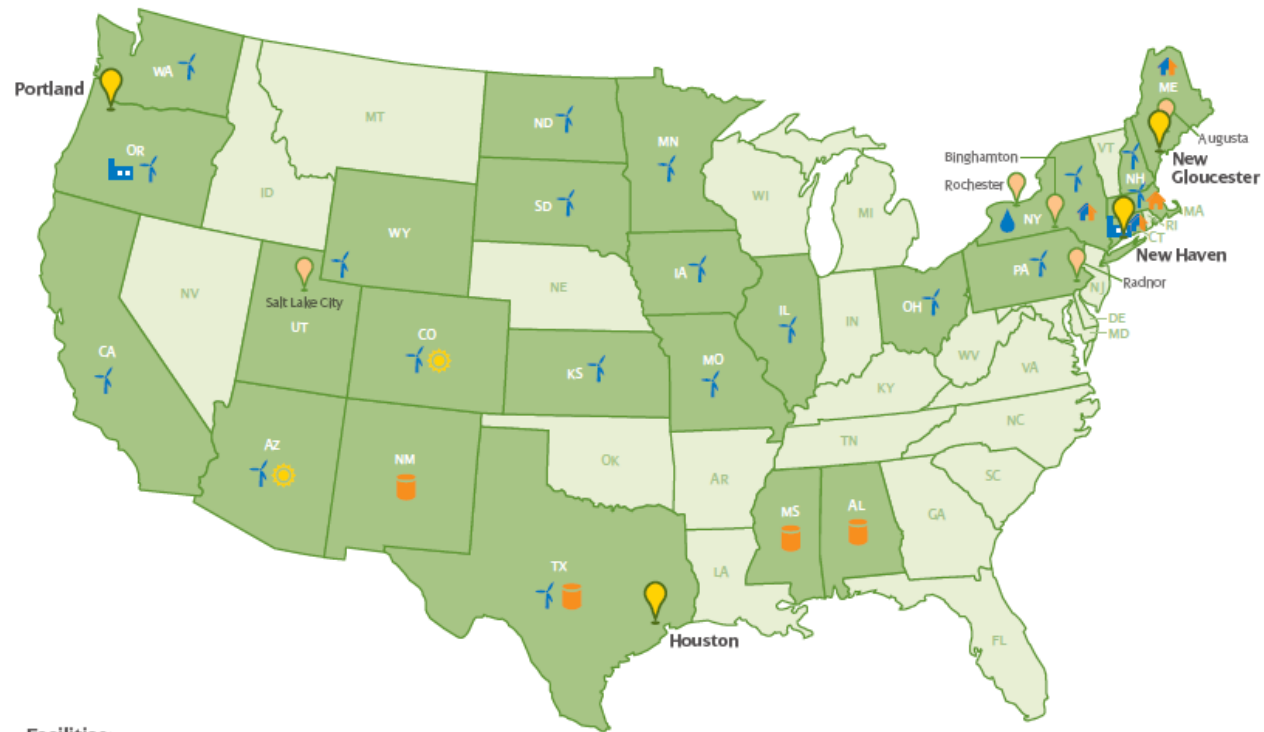 ME
WA
Portland
MT
ND
MN
Augusta
VT
OR
Binghamton
New
Gloucester
Rochester
NH
ID
WI
MI
SD
WY
NY
MA
RI
CT
New Haven
IA
PA
Radnor
NE
NJ
NV
Salt Lake City
OH
UT
IL
IN
DE
MD
CO
CA
MO
WV
KS
VA
KY
NC
AZ
TN
NM
OK
AR
SC
MS
AL
GA
TX
LA
Houston
FL